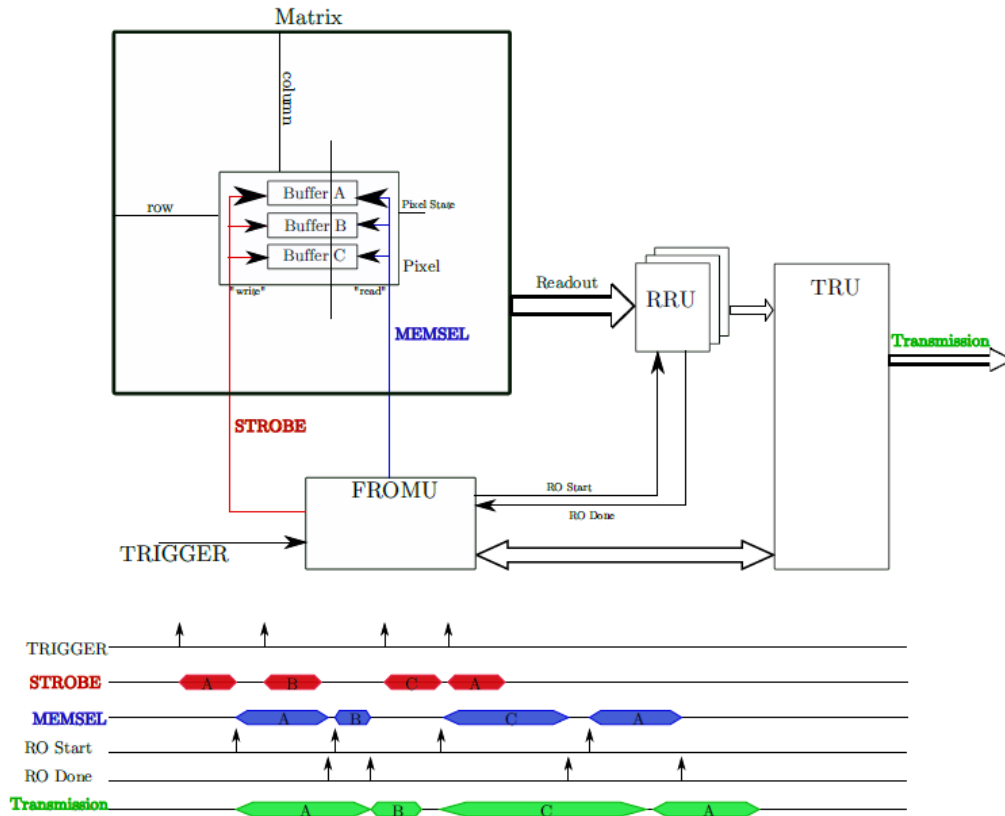 Matrix
column
row
Buffer A
Buffer B
Buffer C
Pixel State
Pixel
"write"
"read"
MEMSEL
STROBE
Readout
RRU
TRU
Transmission
FROMU
RO Start
RO Done
TRIGGER
TRIGGER
STROBE A B C A
MEMSEL A B C A
RO Start
RO Done
Transmission A B C A